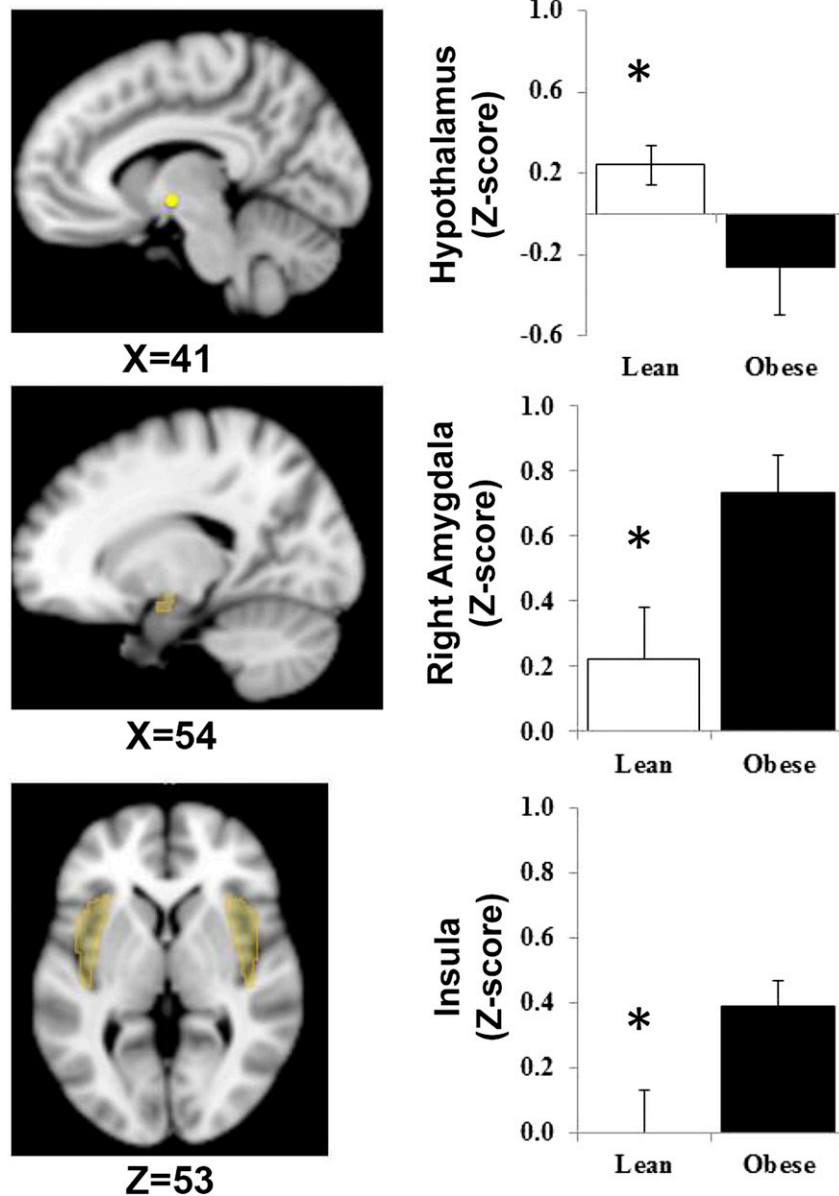 X=41
Hypothalamus
(Z-score)
1.0
0.6
0.2
-0.2
-0.6
*
Lean Obese
X=54
Right Amygdala
(Z-score)
1.0
0.8
0.6
0.4
0.2
0.0
*
Lean Obese
Z=53
Insula
(Z-score)
1.0
0.8
0.6
0.4
0.2
0.0
*
Lean Obese